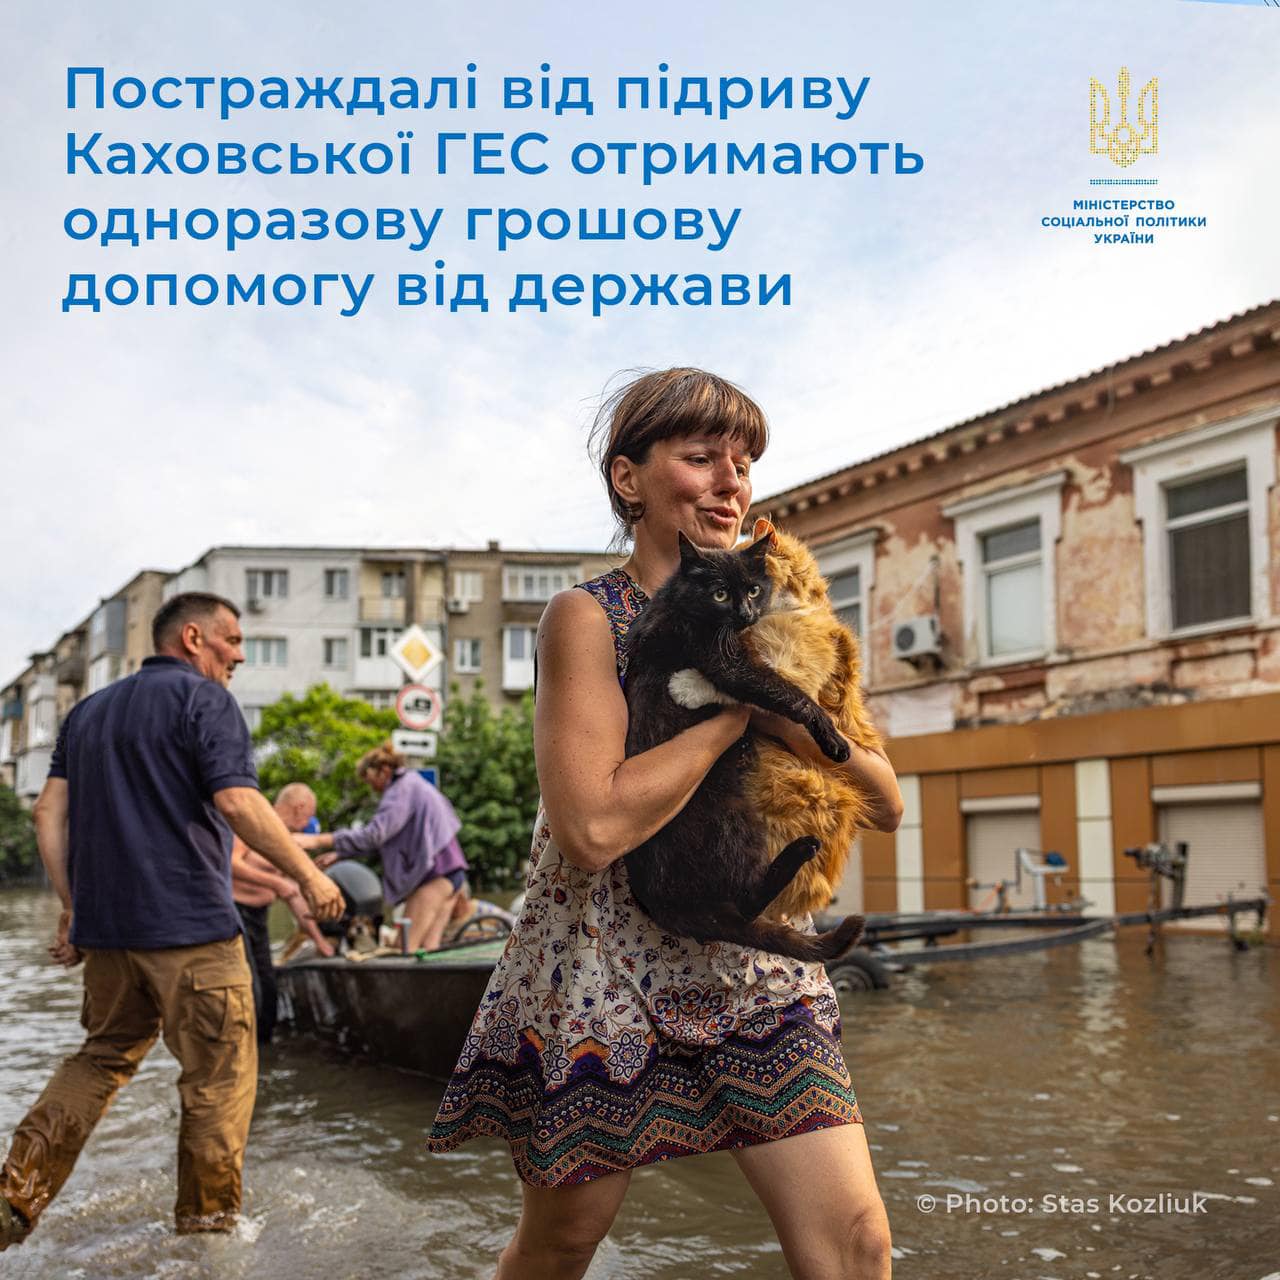 Постраждалі від підриву
Каховської ГЕС отримають
одноразову грошову
допомогу від держави
МІНІСТЕРСТВО
СОЦІАЛЬНОЇ ПОЛІТИКИ
УКРАЇНИ
© Photo: Stas Kozliuk